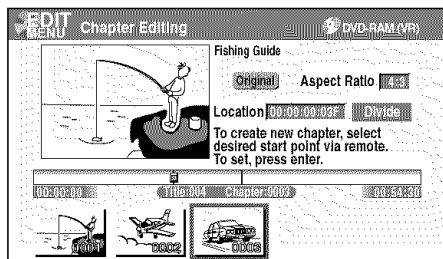 EDIT MENU Chapter Editing DVD-RAM (VR)
Fishing Guide
Original Aspect Ratio 4:3
Location 00:00:00:03F Divide
To create new chapter, select
desired start point via remote.
To set, press enter.
00:00:00 Title:004 Chapter:0003 00:54:30
0001 0002 0003